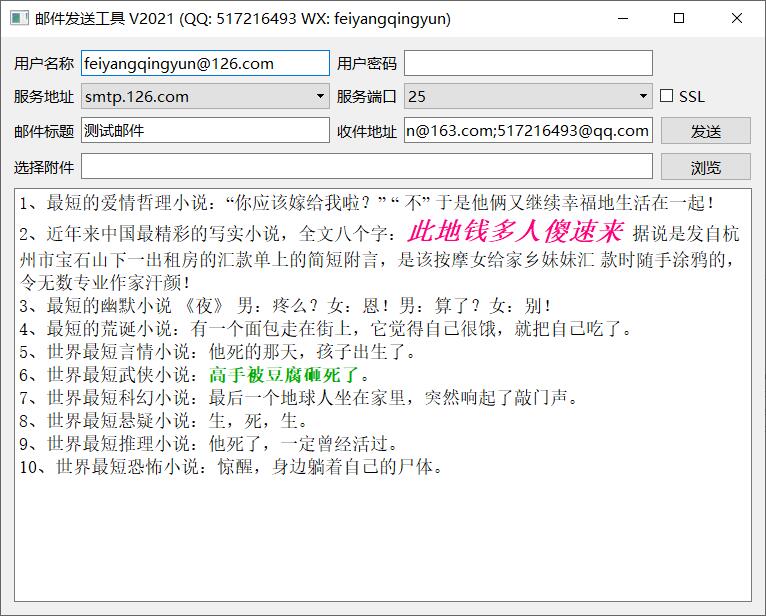 邮件发送工具 V2021 (QQ: 517216493 WX: feiyangqingyun)
用户名称 feiyangqingyun@126.com 用户密码
服务地址 smtp.126.com 服务端口 25 SSL
邮件标题 测试邮件 收件地址 n@163.com;517216493@qq.com 发送
选择附件 浏览
1、最短的爱情哲理小说：“你应该嫁给我啦？” “ 不” 于是他俩又继续幸福地生活在一起！
2、近年来中国最精彩的写实小说，全文八个字：此地钱多人傻速来 据说是发自杭
州市宝石山下一出租房的汇款单上的简短附言，是该按摩女给家乡妹妹汇 款时随手涂鸦的，
令无数专业作家汗颜！
3、最短的幽默小说 《夜》 男：疼么？女：恩！男：算了？女：别！
4、最短的荒诞小说：有一个面包走在街上，它觉得自己很饿，就把自己吃了。
5、世界最短言情小说：他死的那天，孩子出生了。
6、世界最短武侠小说：高手被豆腐砸死了。
7、世界最短科幻小说：最后一个地球人坐在家里，突然响起了敲门声。
8、世界最短悬疑小说：生，死，生。
9、世界最短推理小说：他死了，一定曾经活过。
10、世界最短恐怖小说：惊醒，身边躺着自己的尸体。